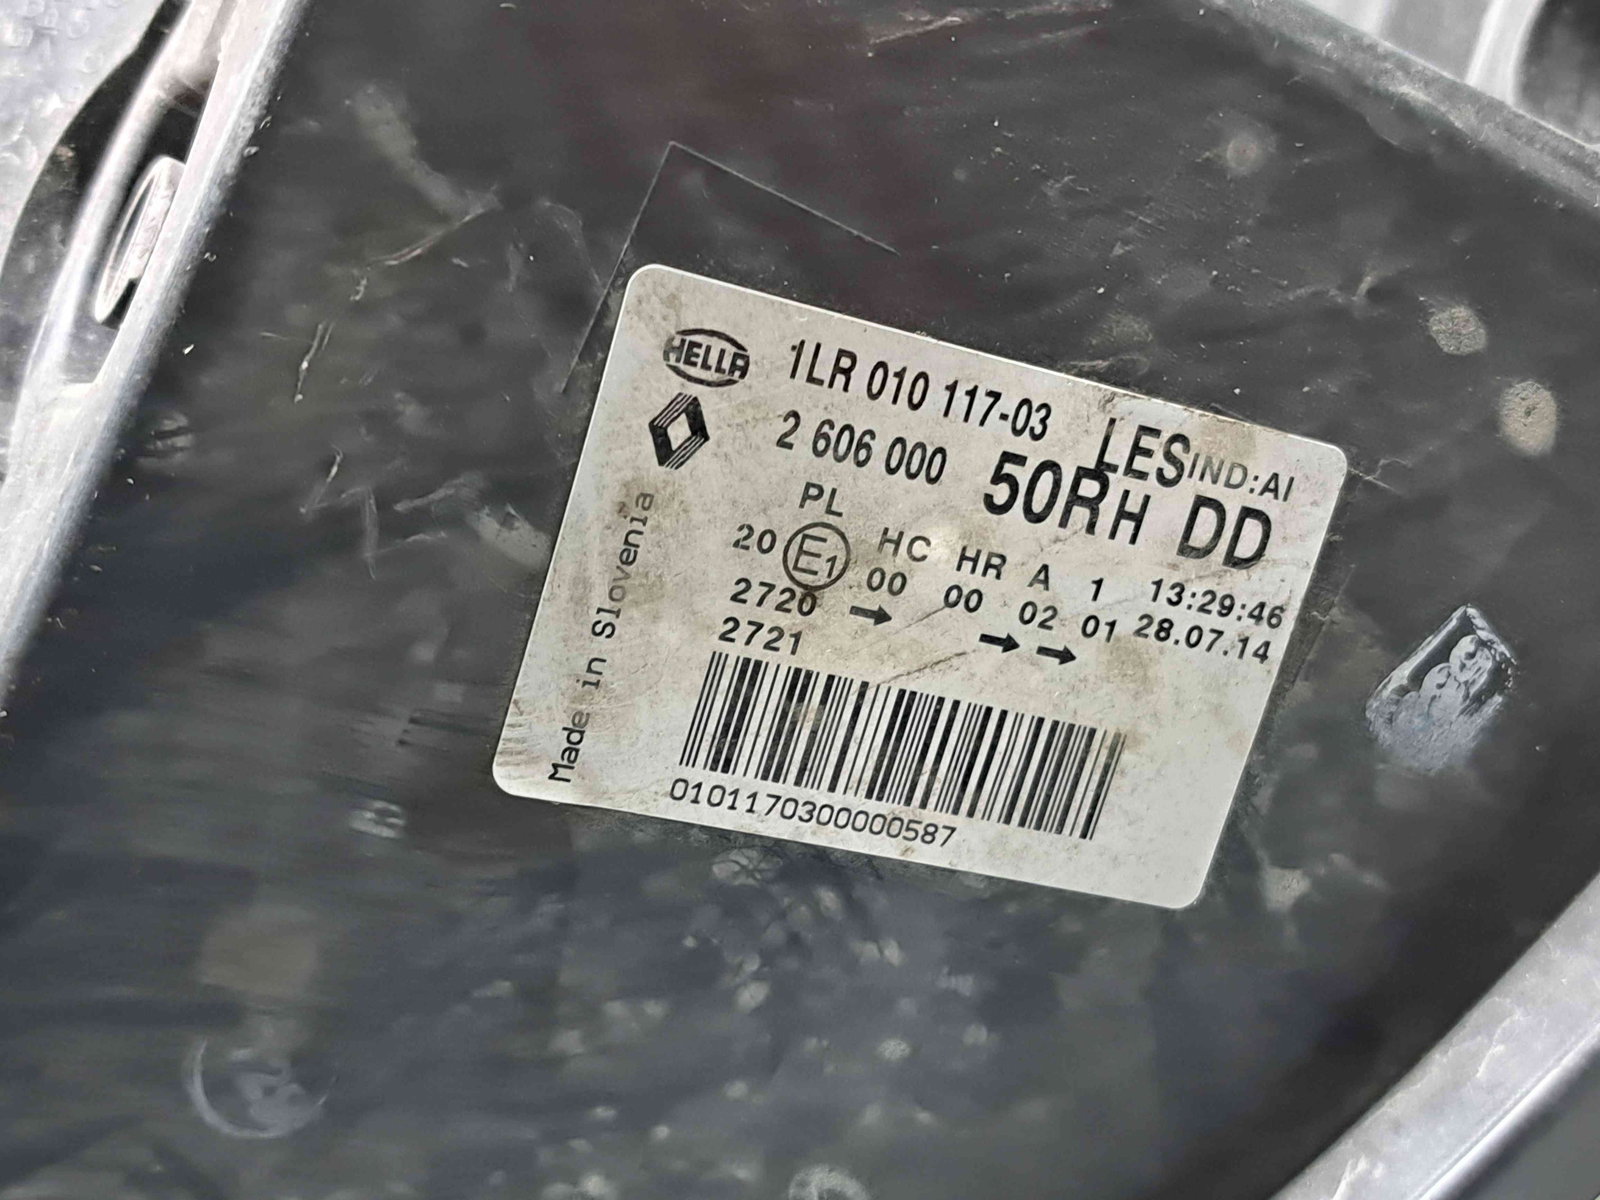 HELLA 1LR 010 117-03 LES IND:AI
2 606 000 50RH DD
PL HC HR A 1 13:29:46
20 E1 00 00 02 01 28.07.14
2720 → → →
2721
Made in Slovenia
0101170300000587